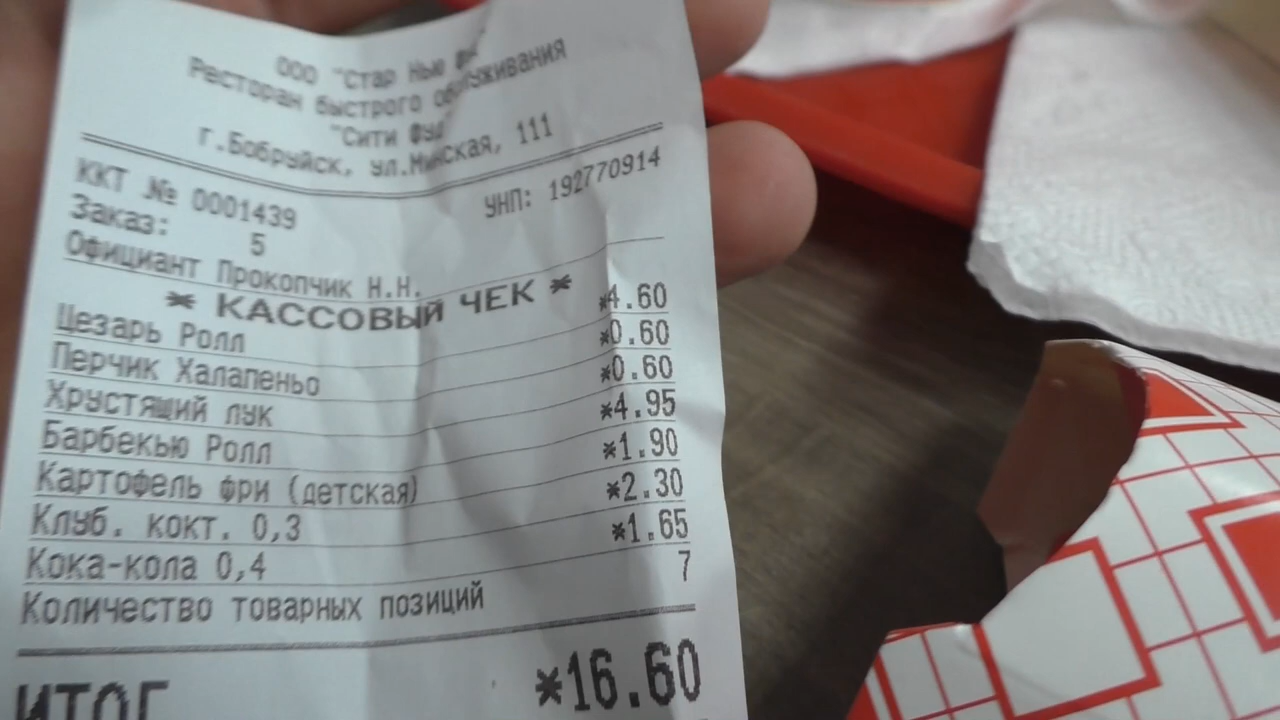 ООО "Стар Нью
Ресторан быстрого обслуживания
"Сити Фуд"
г.Бобруйск, ул.Минская, 111
ККТ № 0001439 УНП: 192770914
Заказ: 5
Официант Прокопчик Н.Н.
* КАССОВЫЙ ЧЕК *
Цезарь Ролл *4.60
Перчик Халапеньо *0.60
Хрустящий лук *0.60
Барбекью Ролл *4.95
Картофель фри (детская) *1.90
Клуб. кокт. 0,3 *2.30
Кока-кола 0,4 *1.65
Количество товарных позиций 7
ИТОГ *16.60